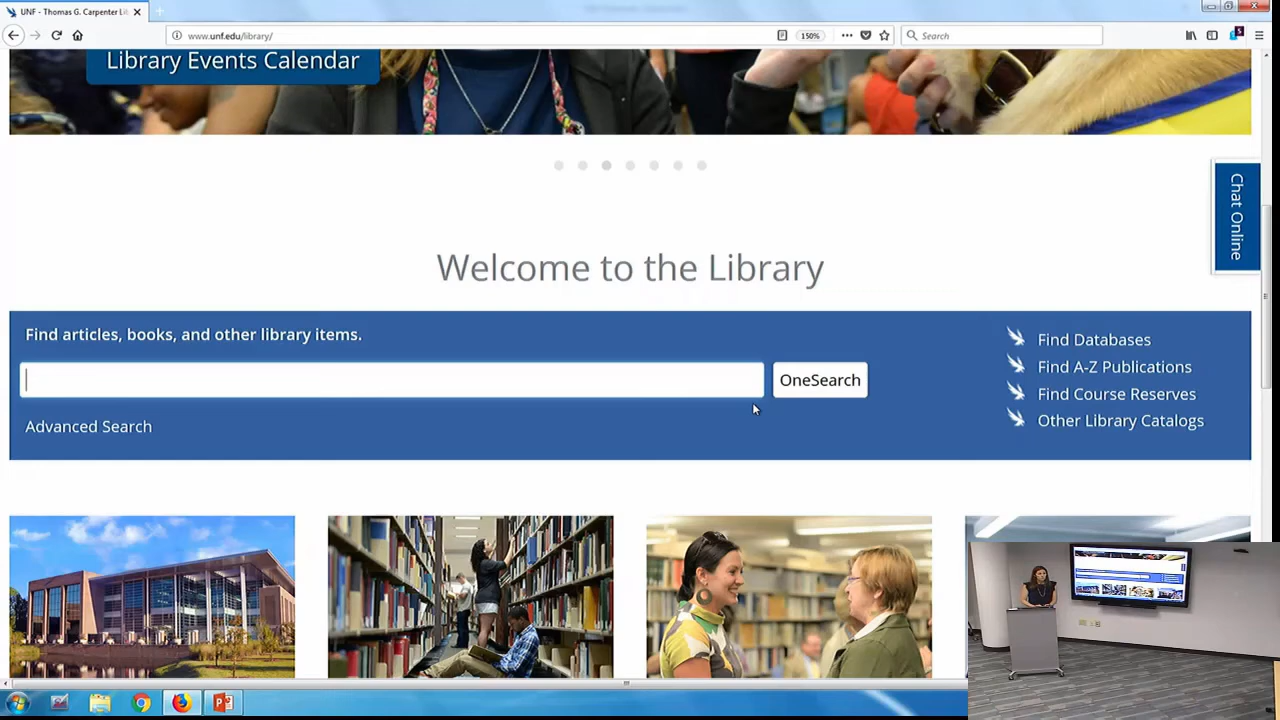 UNF - Thomas G. Carpenter Li
www.unf.edu/library/
150%
Search
Library Events Calendar
Chat Online
Welcome to the Library
Find articles, books, and other library items.
OneSearch
Advanced Search
Find Databases
Find A-Z Publications
Find Course Reserves
Other Library Catalogs